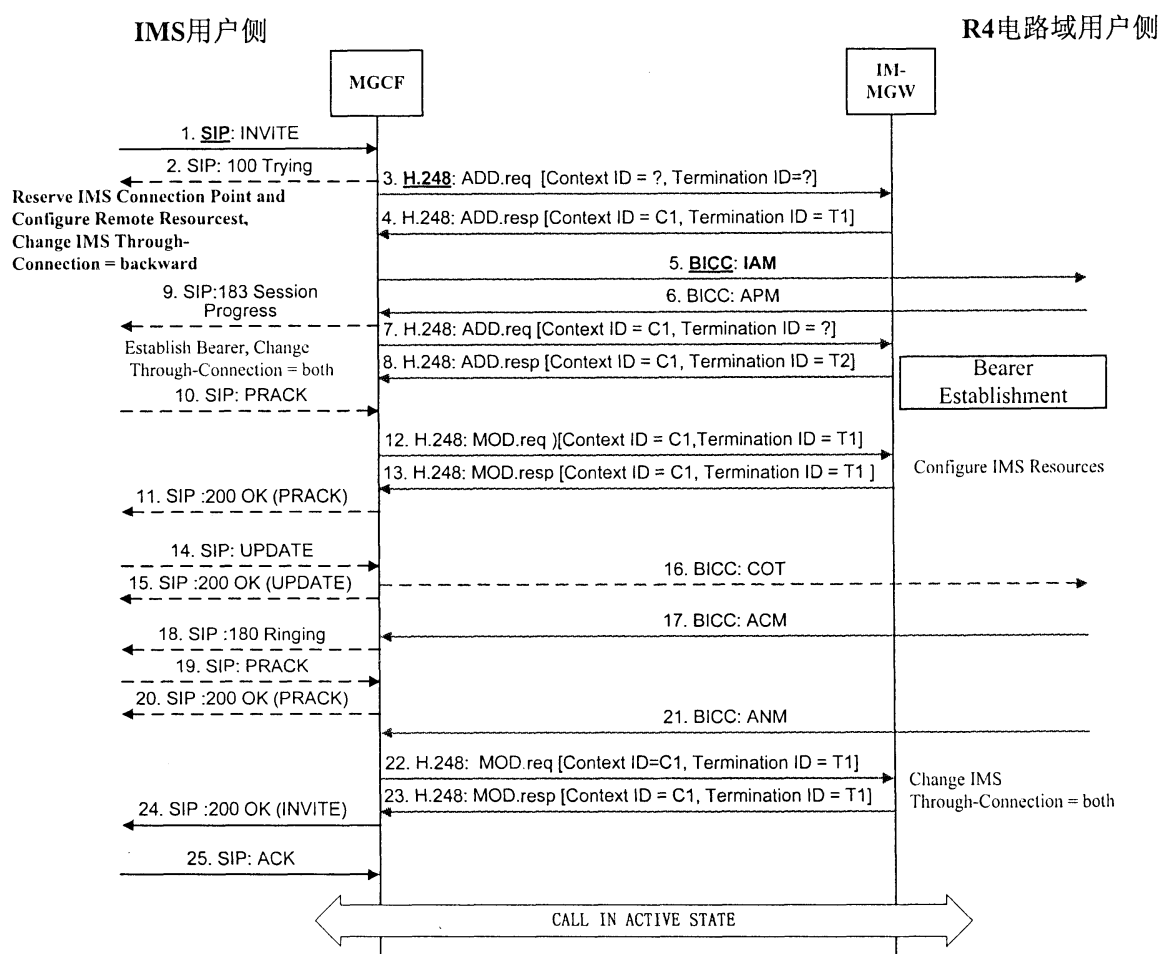 IMS用户侧
R4电路域用户侧
MGCF
IM-
MGW
1. SIP: INVITE
2. SIP: 100 Trying
3. H.248: ADD.req [Context ID = ?, Termination ID=?]
Reserve IMS Connection Point and
Configure Remote Resourcest,
Change IMS Through-
Connection = backward
4. H.248: ADD.resp [Context ID = C1, Termination ID = T1]
5. BICC: IAM
9. SIP:183 Session
Progress
6. BICC: APM
7. H.248: ADD.req [Context ID = C1, Termination ID = ?]
Establish Bearer, Change
Through-Connection = both
8. H.248: ADD.resp [Context ID = C1, Termination ID = T2]
Bearer
Establishment
10. SIP: PRACK
12. H.248: MOD.req )[Context ID = C1,Termination ID = T1]
13. H.248: MOD.resp [Context ID = C1, Termination ID = T1 ]
Configure IMS Resources
11. SIP :200 OK (PRACK)
14. SIP: UPDATE
15. SIP :200 OK (UPDATE)
16. BICC: COT
17. BICC: ACM
18. SIP :180 Ringing
19. SIP: PRACK
20. SIP :200 OK (PRACK)
21. BICC: ANM
22. H.248: MOD.req [Context ID=C1, Termination ID = T1]
23. H.248: MOD.resp [Context ID = C1, Termination ID = T1]
Change IMS
Through-Connection = both
24. SIP :200 OK (INVITE)
25. SIP: ACK
CALL IN ACTIVE STATE